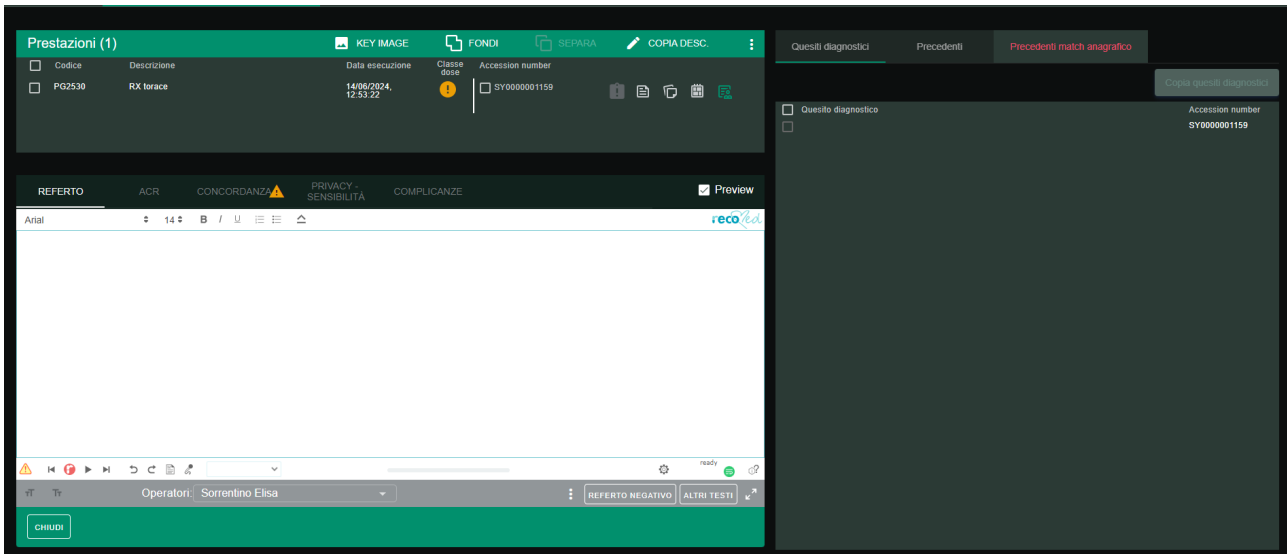 Prestazioni (1) KEY IMAGE FONDI SEPARA COPIA DESC.
Codice Descrizione Data esecuzione Classe dose Accession number
PG2530 RX torace 14/06/2024, 12:53:22 SY0000001159
REFERTO ACR CONCORDANZA PRIVACY - SENSIBILITÀ COMPLICANZE Preview
Arial 14 B I U recoMed
ready
Operatori: Sorrentino Elisa REFERTO NEGATIVO ALTRI TESTI
CHIUDI
Quesiti diagnostici Precedenti Precedenti match anagrafico
Copia quesiti diagnostici
Quesito diagnostico Accession number
SY0000001159